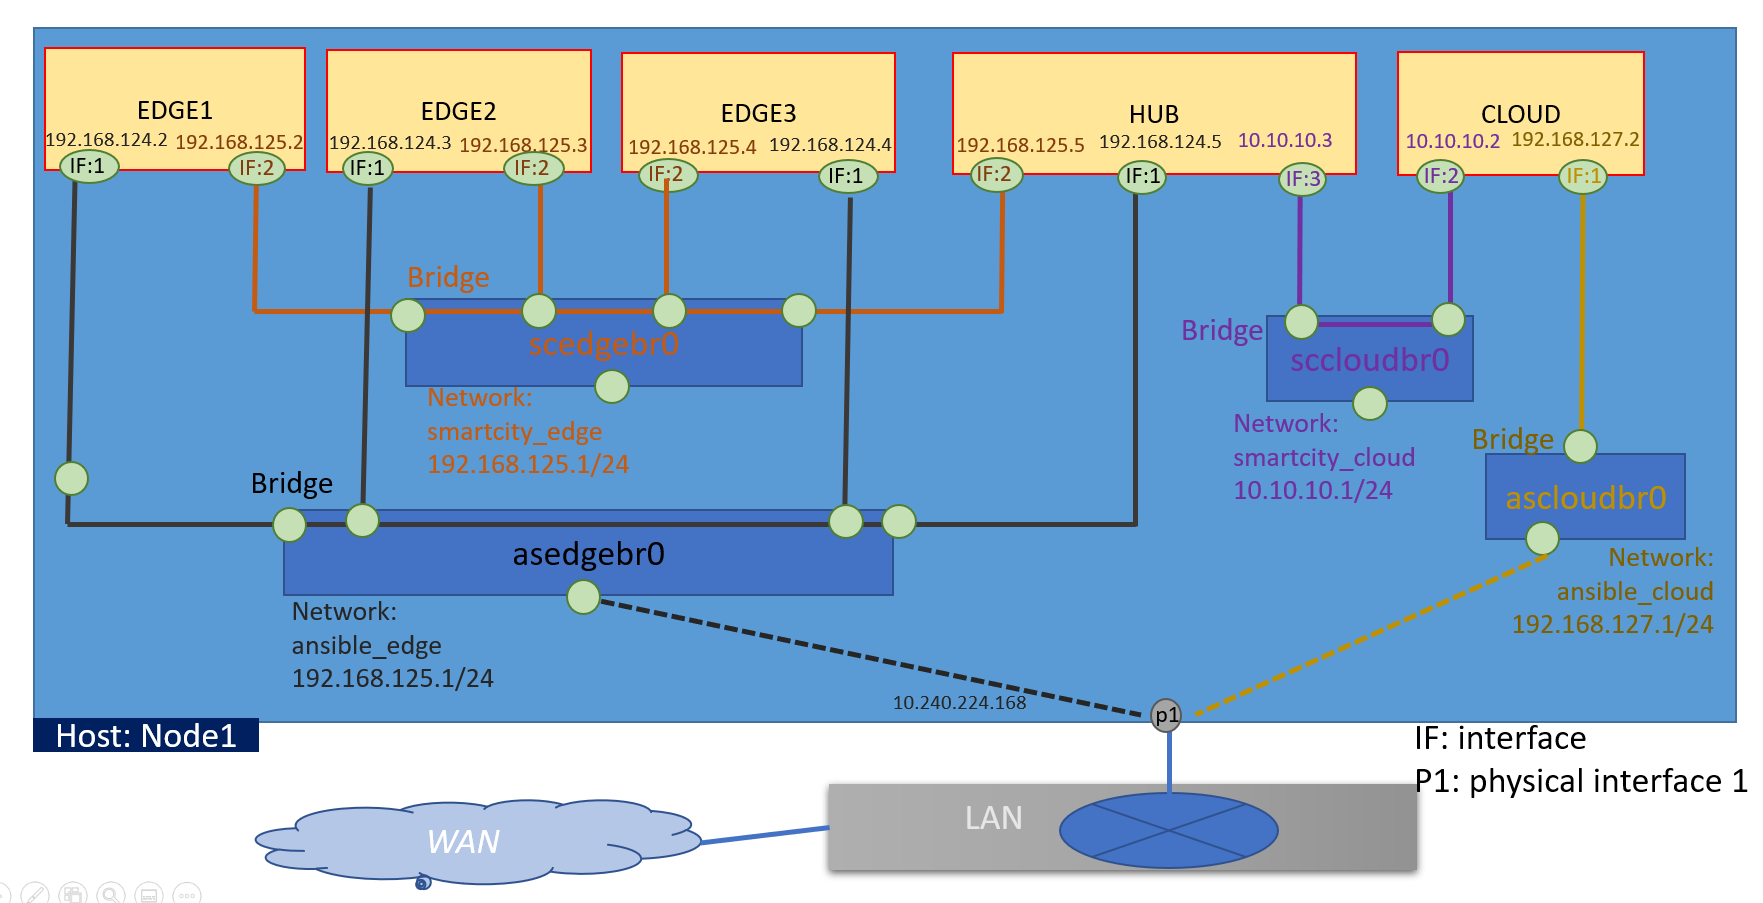 EDGE1
192.168.124.2 192.168.125.2
IF:1 IF:2
EDGE2
192.168.124.3 192.168.125.3
IF:1 IF:2
EDGE3
192.168.125.4 192.168.124.4
IF:2 IF:1
HUB
192.168.125.5 192.168.124.5 10.10.10.3
IF:2 IF:1 IF:3
CLOUD
10.10.10.2 192.168.127.2
IF:2 IF:1
Bridge
scedgebr0
Network:
smartcity_edge
192.168.125.1/24
Bridge
sccloudbr0
Network:
smartcity_cloud
10.10.10.1/24
Bridge
ascloudbr0
Network:
ansible_cloud
192.168.127.1/24
Bridge
asedgebr0
Network:
ansible_edge
192.168.125.1/24
10.240.224.168
p1
Host: Node1
IF: interface
P1: physical interface 1
LAN
WAN